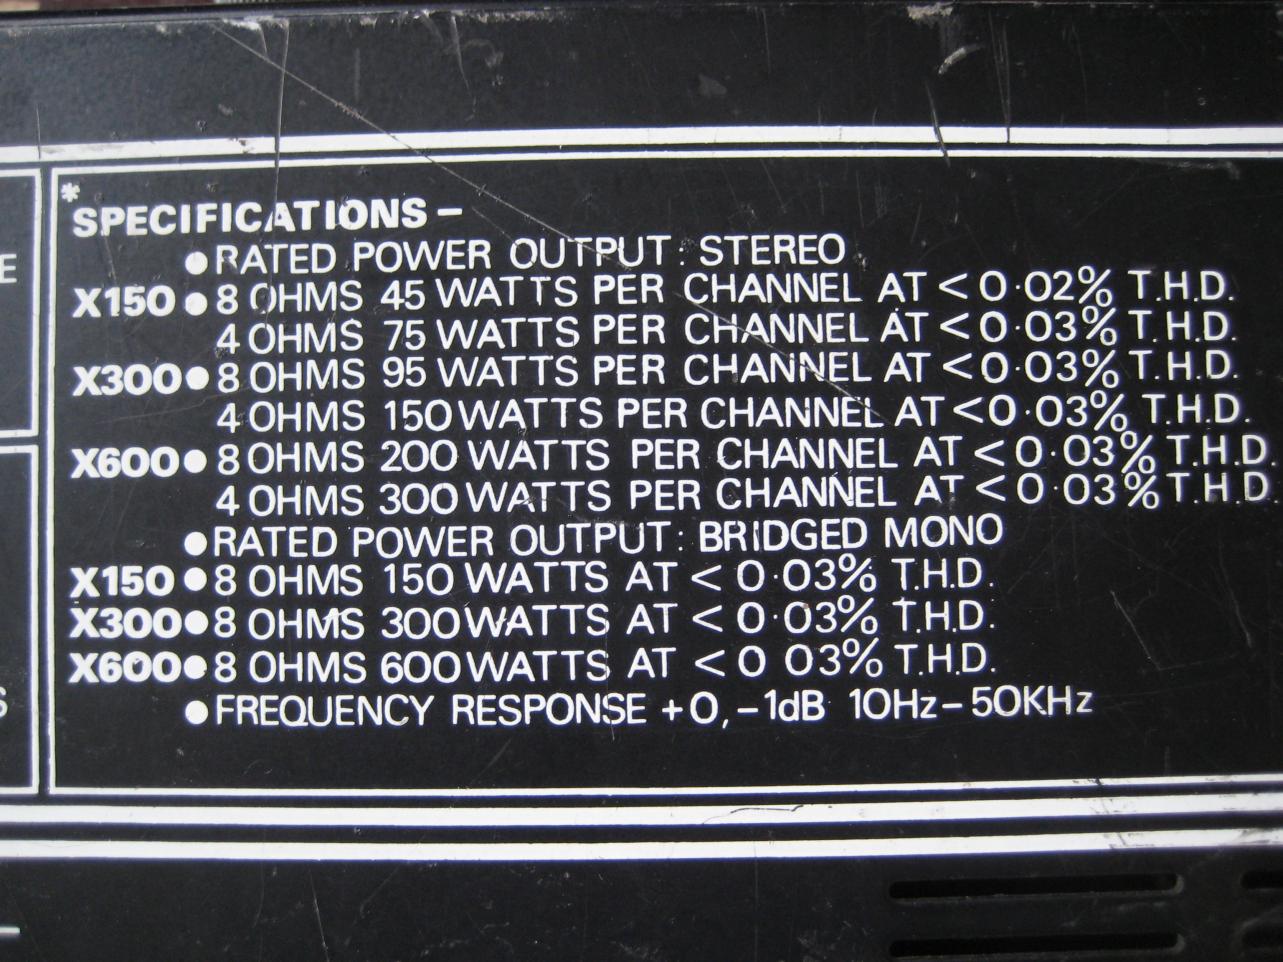 *
SPECIFICATIONS –
● RATED POWER OUTPUT: STEREO
X150 ● 8 OHMS 45 WATTS PER CHANNEL AT < 0·02% T.H.D.
4 OHMS 75 WATTS PER CHANNEL AT < 0·03% T.H.D.
X300 ● 8 OHMS 95 WATTS PER CHANNEL AT < 0·03% T.H.D.
4 OHMS 150 WATTS PER CHANNEL AT < 0·03% T.H.D.
X600 ● 8 OHMS 200 WATTS PER CHANNEL AT < 0·03% T.H.D.
4 OHMS 300 WATTS PER CHANNEL AT < 0·03% T.H.D
● RATED POWER OUTPUT: BRIDGED MONO
X150 ● 8 OHMS 150 WATTS AT < 0·03% T.H.D.
X300 ● 8 OHMS 300 WATTS AT < 0·03% T.H.D.
X600 ● 8 OHMS 600 WATTS AT < 0 03% T.H.D.
● FREQUENCY RESPONSE +0, –1dB 10Hz – 50KHz